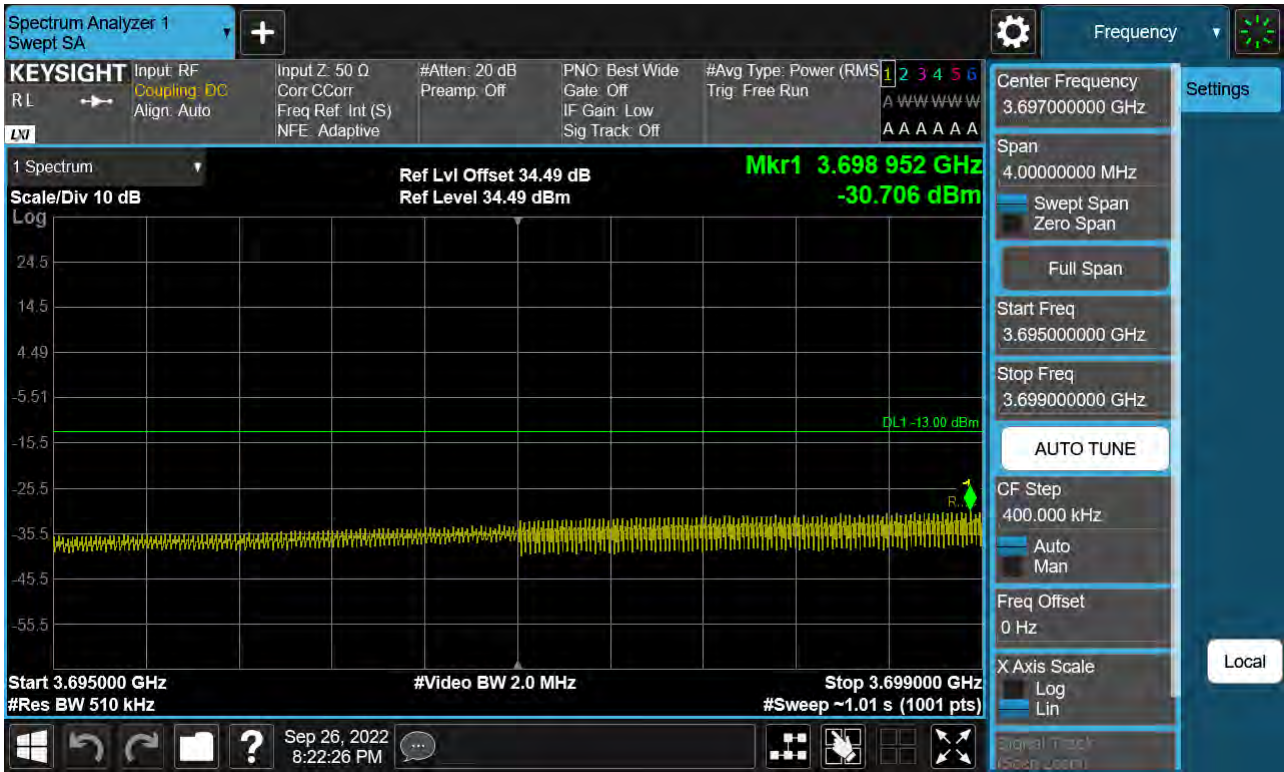 Spectrum Analyzer 1
Swept SA
+
Frequency
KEYSIGHT
RL
LXI
Input: RF
Coupling: DC
Align: Auto
Input Z: 50 Ω
Corr CCorr
Freq Ref: Int (S)
NFE: Adaptive
#Atten: 20 dB
Preamp: Off
PNO: Best Wide
Gate: Off
IF Gain: Low
Sig Track: Off
#Avg Type: Power (RMS
Trig: Free Run
1 2 3 4 5 6
A W W W W W
A A A A A A
1 Spectrum
Scale/Div 10 dB
Log
Ref Lvl Offset 34.49 dB
Ref Level 34.49 dBm
Mkr1 3.698 952 GHz
-30.706 dBm
24.5
14.5
4.49
-5.51
DL1 -13.00 dBm
-15.5
-25.5
1
R...
-35.5
-45.5
-55.5
Start 3.695000 GHz
#Res BW 510 kHz
#Video BW 2.0 MHz
Stop 3.699000 GHz
#Sweep ~1.01 s (1001 pts)
Center Frequency
3.697000000 GHz
Settings
Span
4.00000000 MHz
Swept Span
Zero Span
Full Span
Start Freq
3.695000000 GHz
Stop Freq
3.699000000 GHz
AUTO TUNE
CF Step
400.000 kHz
Auto
Man
Freq Offset
0 Hz
X Axis Scale
Log
Lin
Local
Signal Track
(Span Zoom)
?
Sep 26, 2022
8:22:26 PM